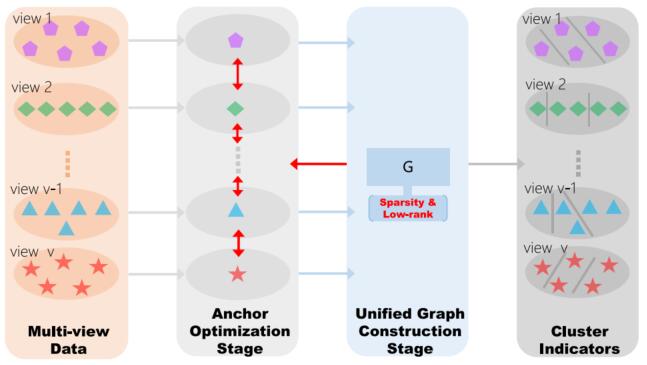 view 1
view 2
view v-1
view v
Multi-view
Data
Anchor
Optimization
Stage
G
Sparsity &
Low-rank
Unified Graph
Construction
Stage
view 1
view 2
view v-1
view v
Cluster
Indicators